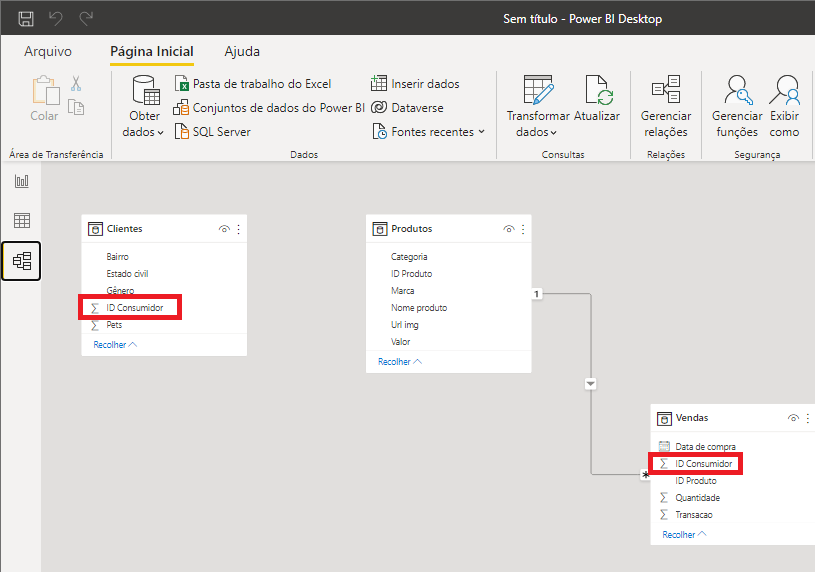 Sem título - Power BI Desktop
Arquivo
Página Inicial
Ajuda
Colar
Área de Transferência
Obter dados
Pasta de trabalho do Excel
Conjuntos de dados do Power BI
SQL Server
Inserir dados
Dataverse
Fontes recentes
Dados
Transformar dados
Atualizar
Consultas
Gerenciar relações
Relações
Gerenciar funções
Exibir como
Segurança
Clientes
Bairro
Estado civil
Gênero
∑ ID Consumidor
∑ Pets
Recolher
Produtos
Categoria
ID Produto
Marca
Nome produto
Url img
Valor
Recolher
1
*
Vendas
Data de compra
∑ ID Consumidor
ID Produto
∑ Quantidade
∑ Transacao
Recolher